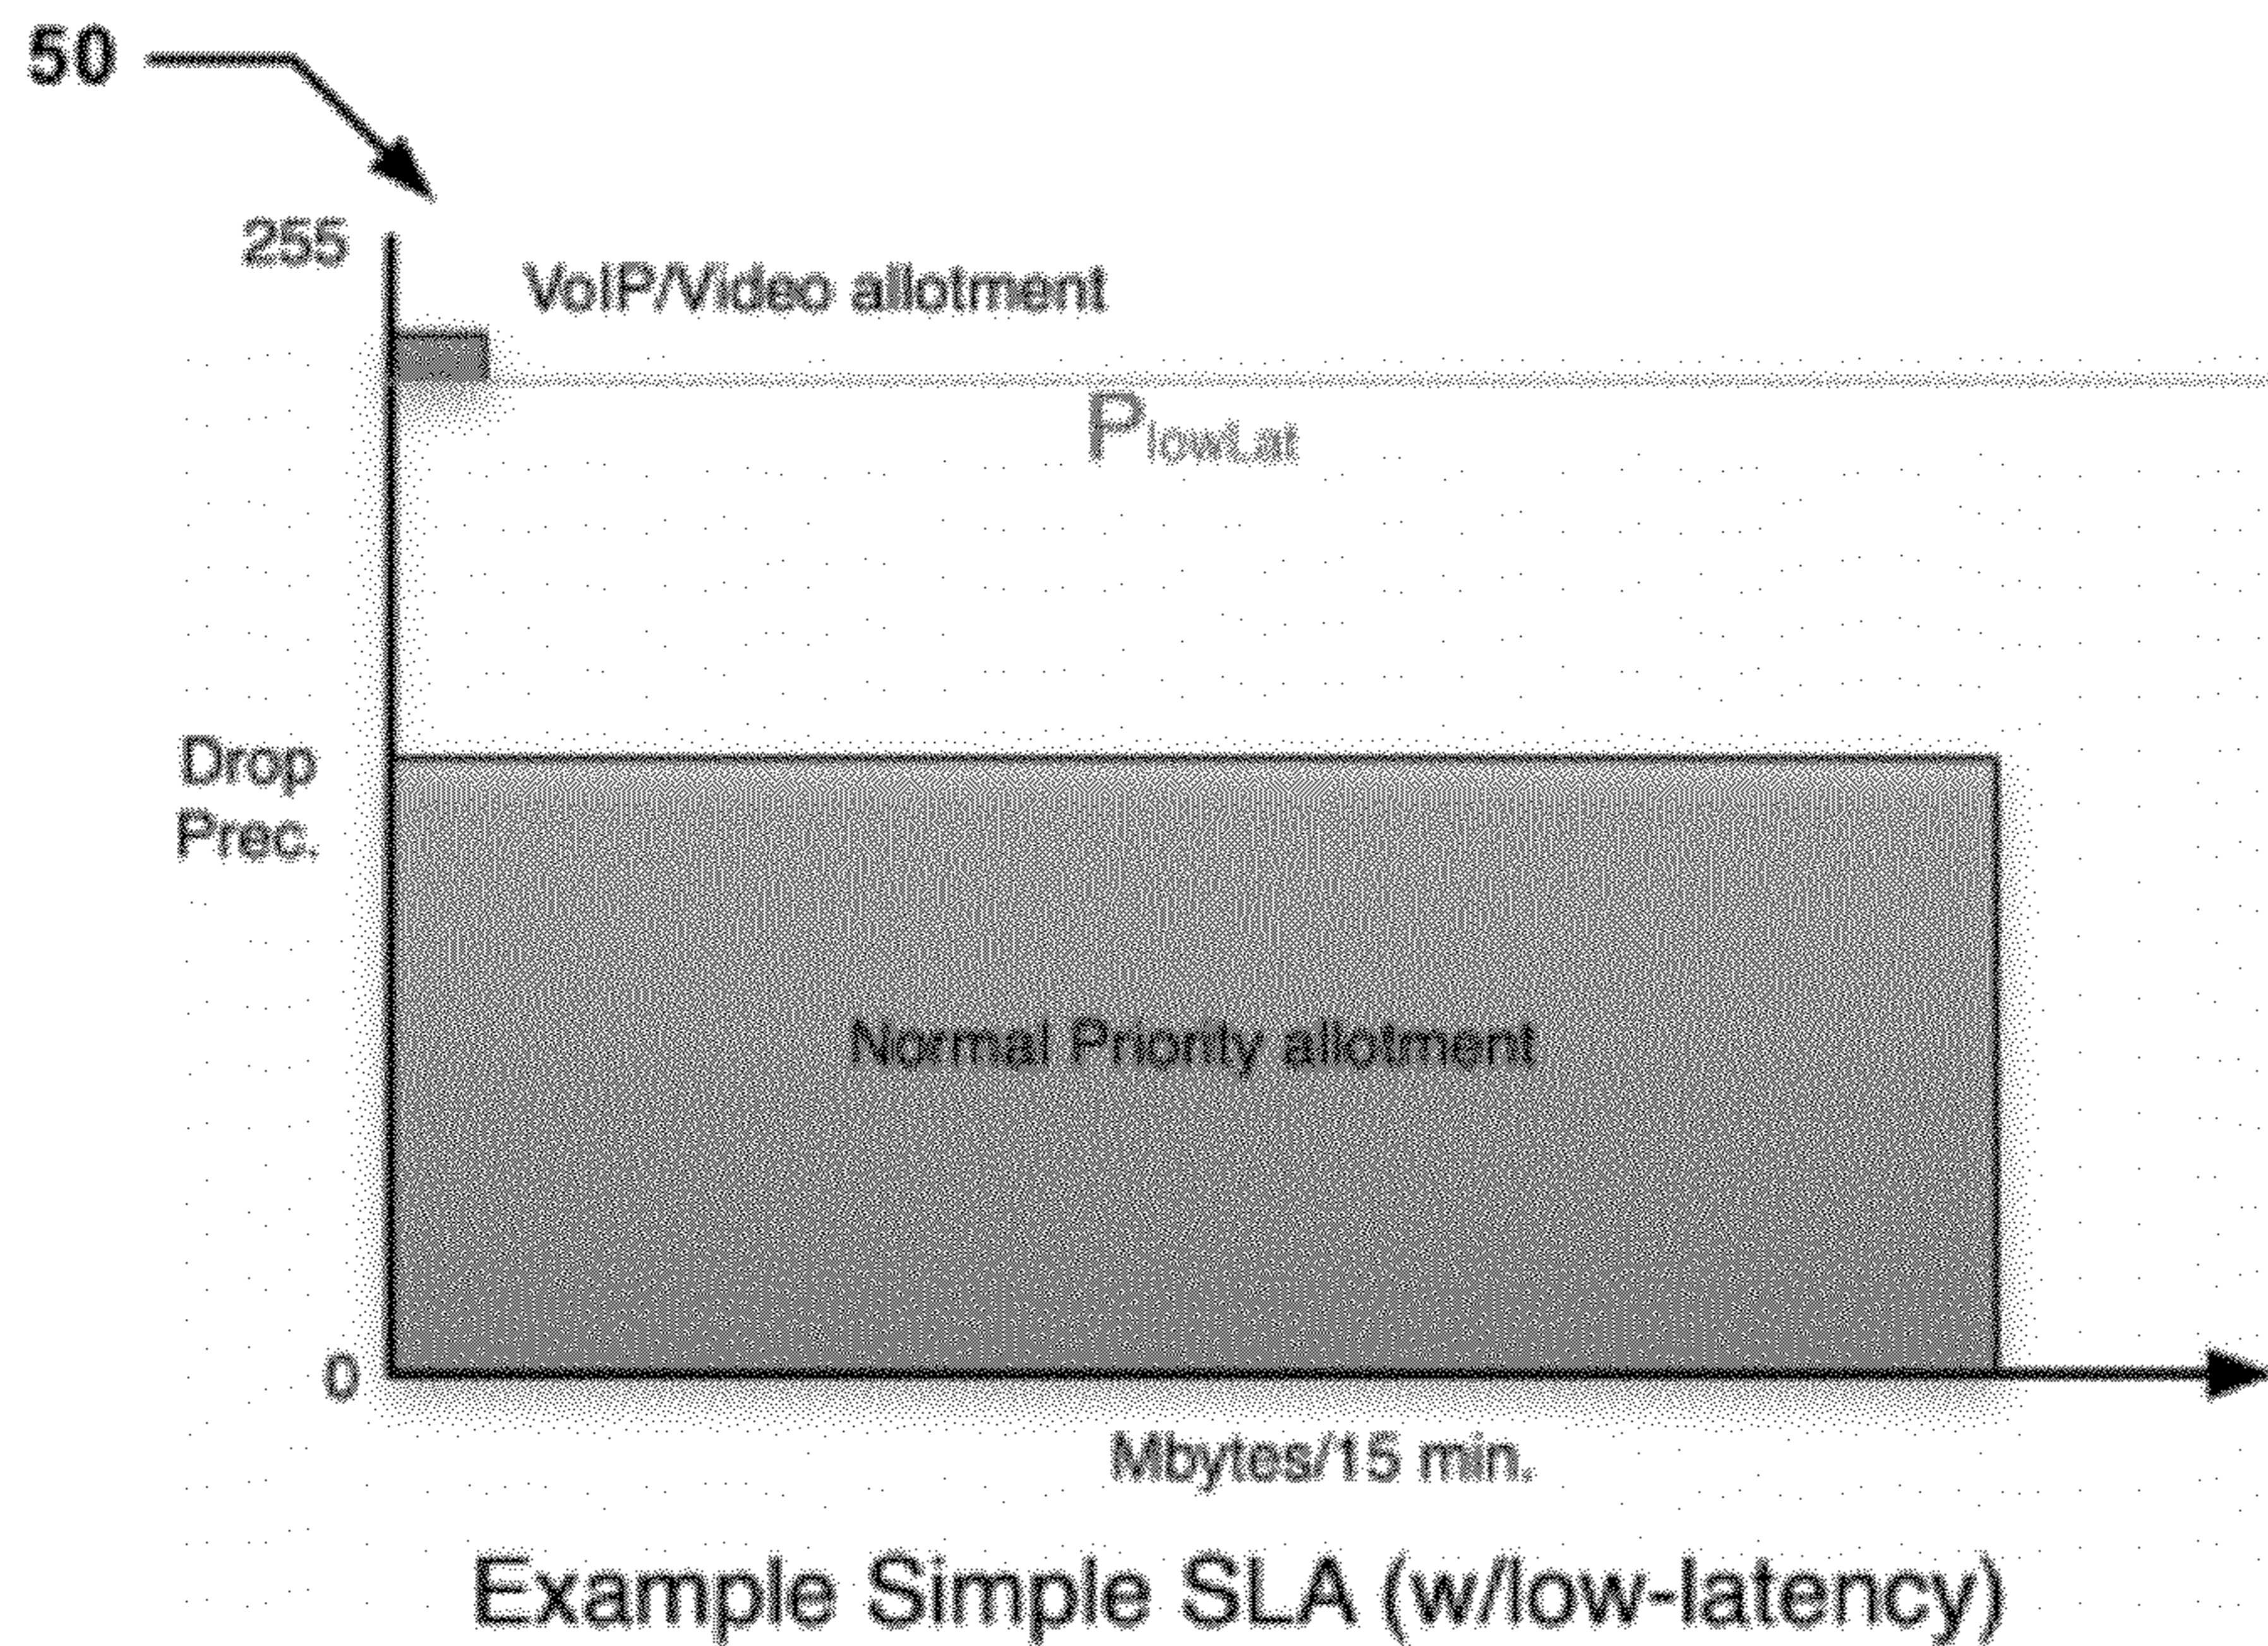 50
255
VoIP/Video allotment
PlowLat
Drop
Prec.
Normal Priority allotment
0
Mbytes/15 min.
Example Simple SLA (w/low-latency)